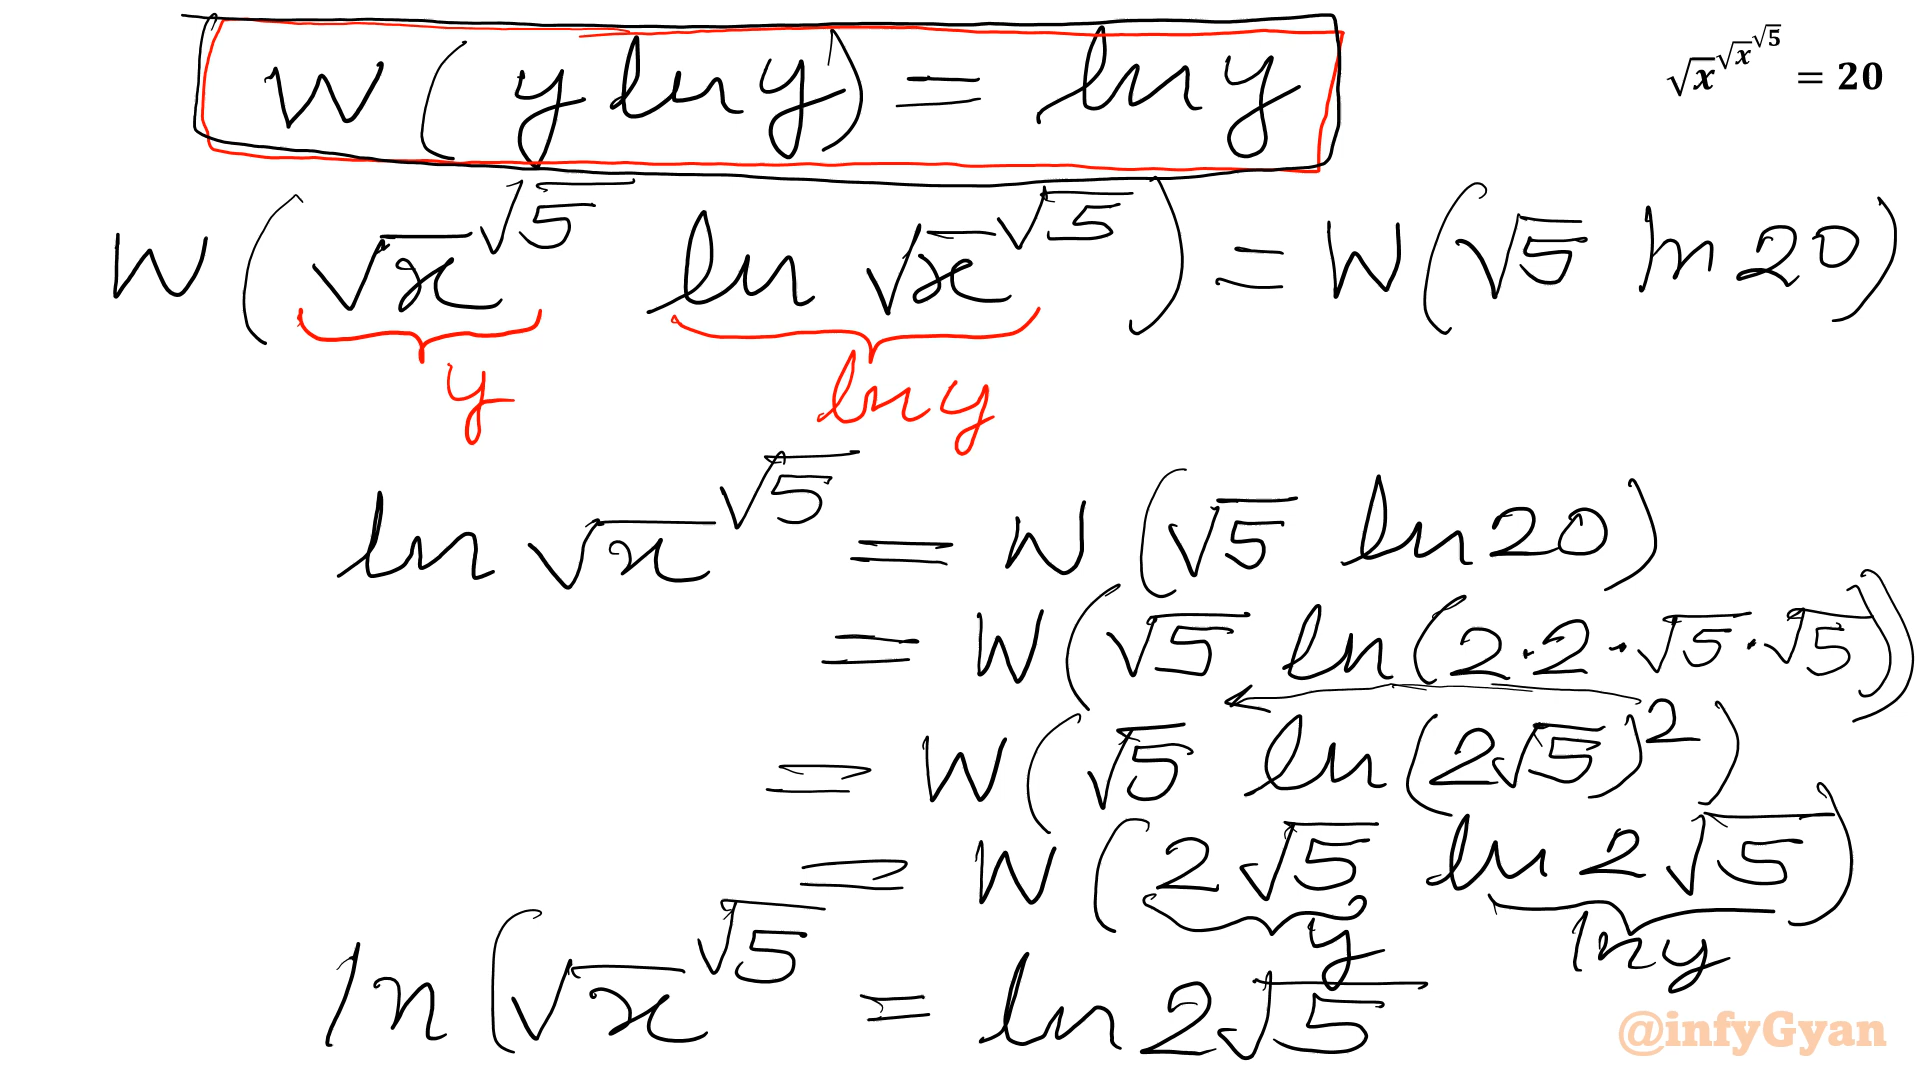 W(y ln y) = ln y
√x^√x^√5 = 20
W(√x^√5 ln √x^√5) = W(√5 ln 20)
y ln y
ln √x^√5 = W(√5 ln 20)
= W(√5 ln(2·2·√5·√5))
= W(√5 ln(2√5)²)
= W(2√5 ln 2√5)
y ln y
ln(√x^√5 = ln 2√5
@infyGyan